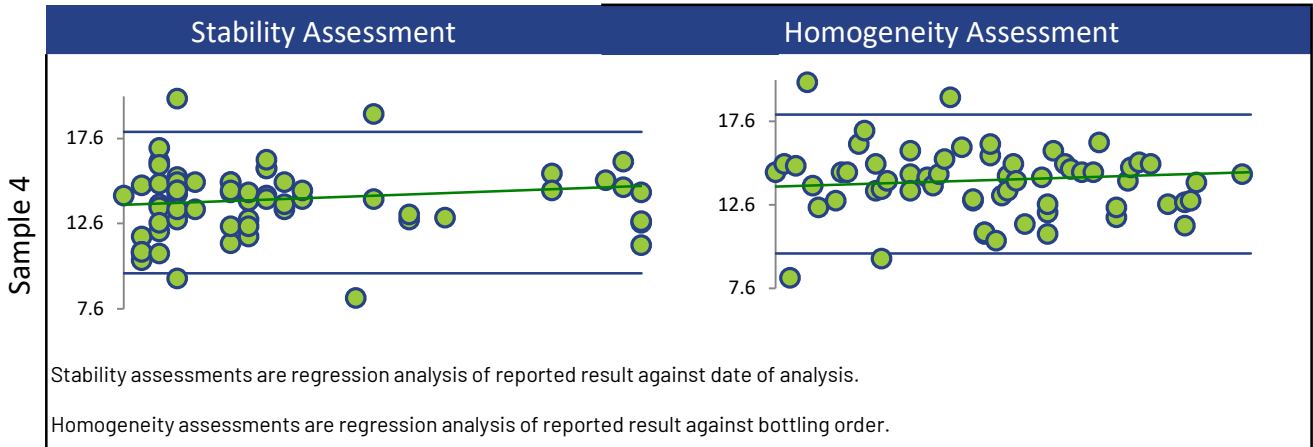 Stability Assessment
Homogeneity Assessment
Sample 4
17.6
12.6
7.6
17.6
12.6
7.6
Stability assessments are regression analysis of reported result against date of analysis.
Homogeneity assessments are regression analysis of reported result against bottling order.